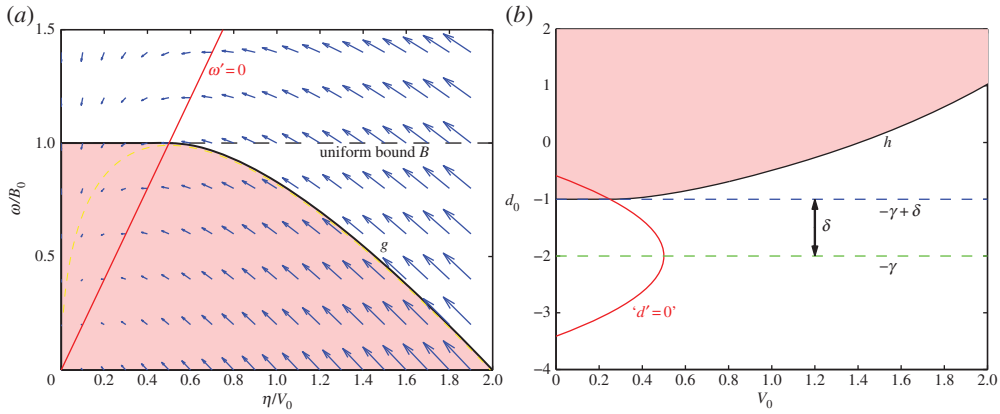 (a)
(b)
1.5
1.0
0.5
0
ω/B₀
ω′ = 0
uniform bound B
g
0 0.2 0.4 0.6 0.8 1.0 1.2 1.4 1.6 1.8 2.0
η/V₀
2
1
0
−1
−2
−3
−4
d₀
h
−γ + δ
δ
−γ
‘d′ = 0’
0 0.2 0.4 0.6 0.8 1.0 1.2 1.4 1.6 1.8 2.0
V₀